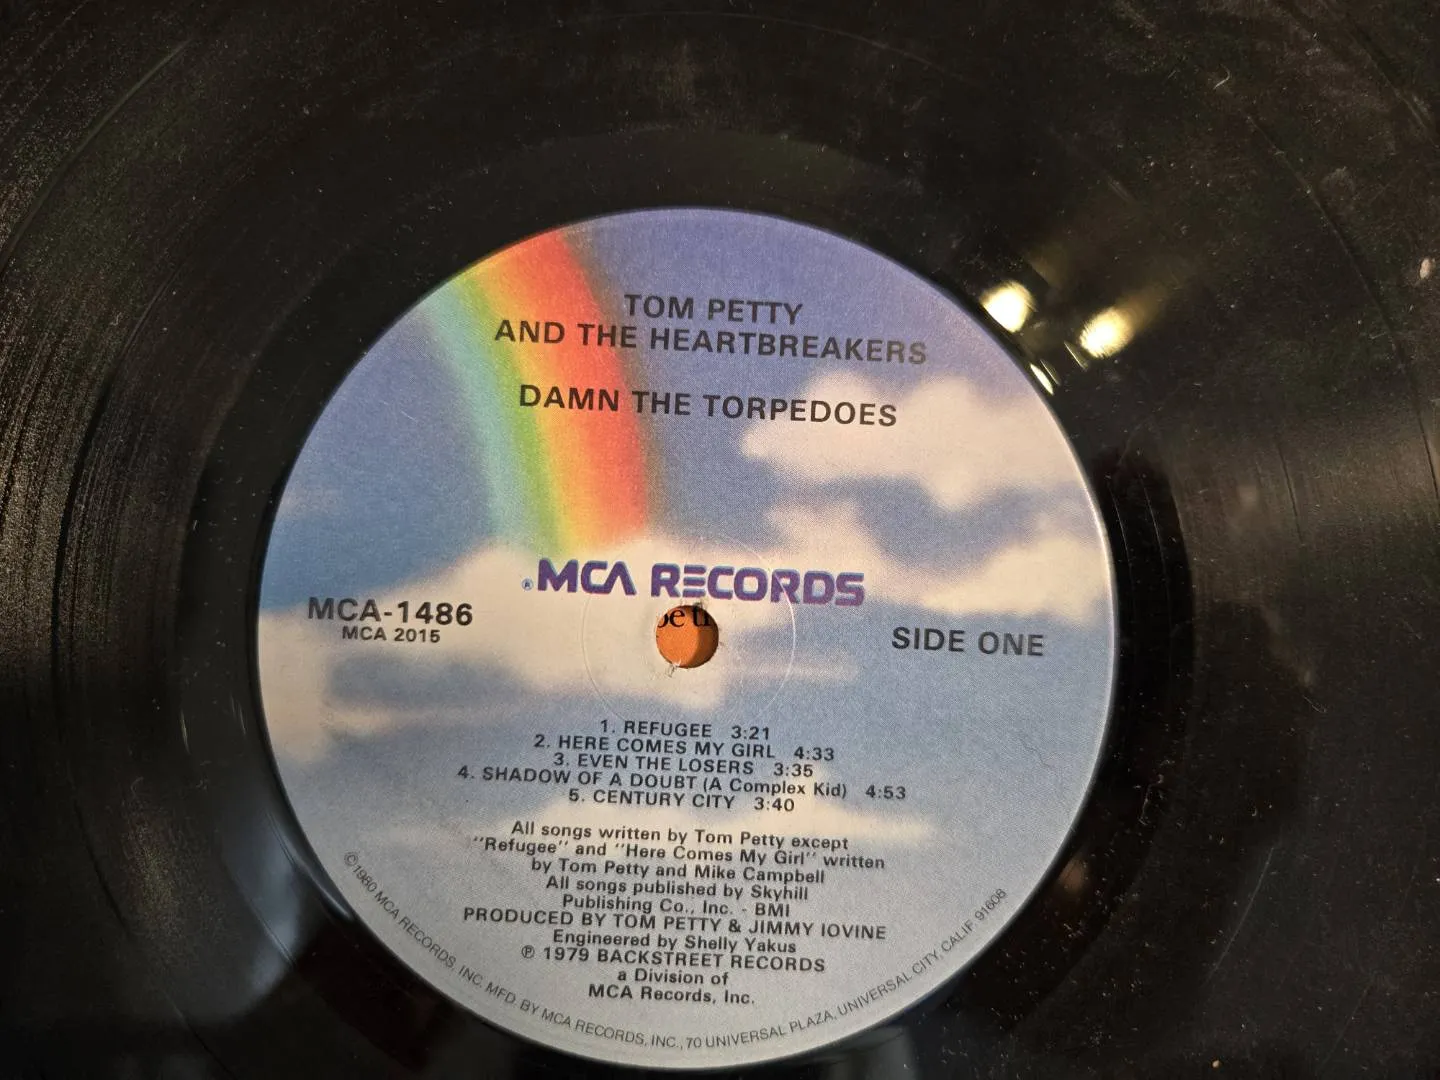 TOM PETTY
AND THE HEARTBREAKERS
DAMN THE TORPEDOES
® MCA RECORDS
MCA-1486
MCA 2015
SIDE ONE
1. REFUGEE 3:21
2. HERE COMES MY GIRL 4:33
3. EVEN THE LOSERS 3:35
4. SHADOW OF A DOUBT (A Complex Kid) 4:53
5. CENTURY CITY 3:40
All songs written by Tom Petty except
"Refugee" and "Here Comes My Girl" written
by Tom Petty and Mike Campbell
All songs published by Skyhill
Publishing Co., Inc. - BMI
PRODUCED BY TOM PETTY & JIMMY IOVINE
Engineered by Shelly Yakus
℗ 1979 BACKSTREET RECORDS
a Division of
MCA Records, Inc.
©1980 MCA RECORDS, INC. MFD. BY MCA RECORDS, INC., 70 UNIVERSAL PLAZA, UNIVERSAL CITY, CALIF. 91608